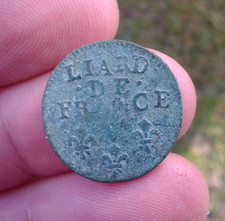 LIARD
· DE ·
FRANCE